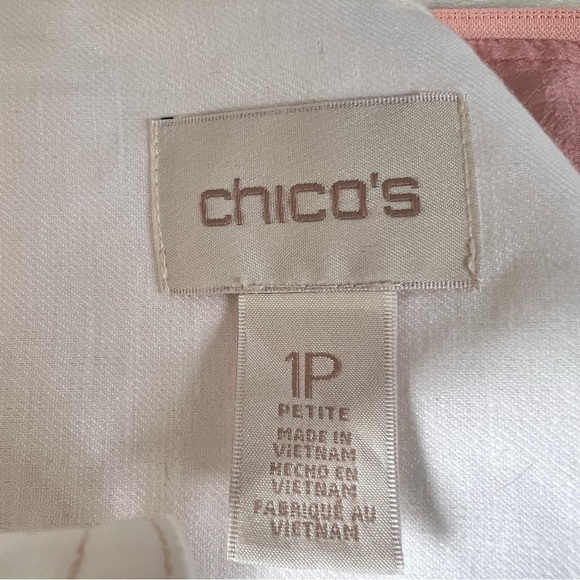 chico's
1P
PETITE
MADE IN
VIETNAM
HECHO EN
VIETNAM
FABRIQUÉ AU
VIETNAM